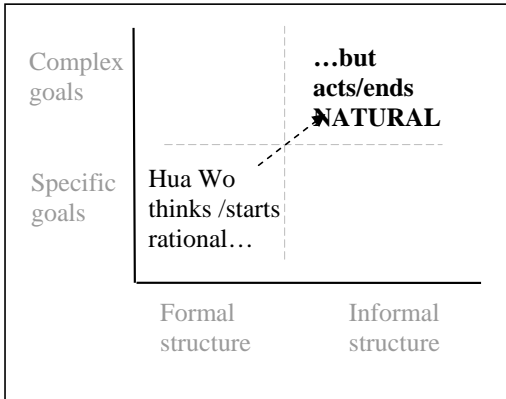 Complex
goals
…but
acts/ends
NATURAL
Specific
goals
Hua Wo
thinks /starts
rational…
Formal
structure
Informal
structure